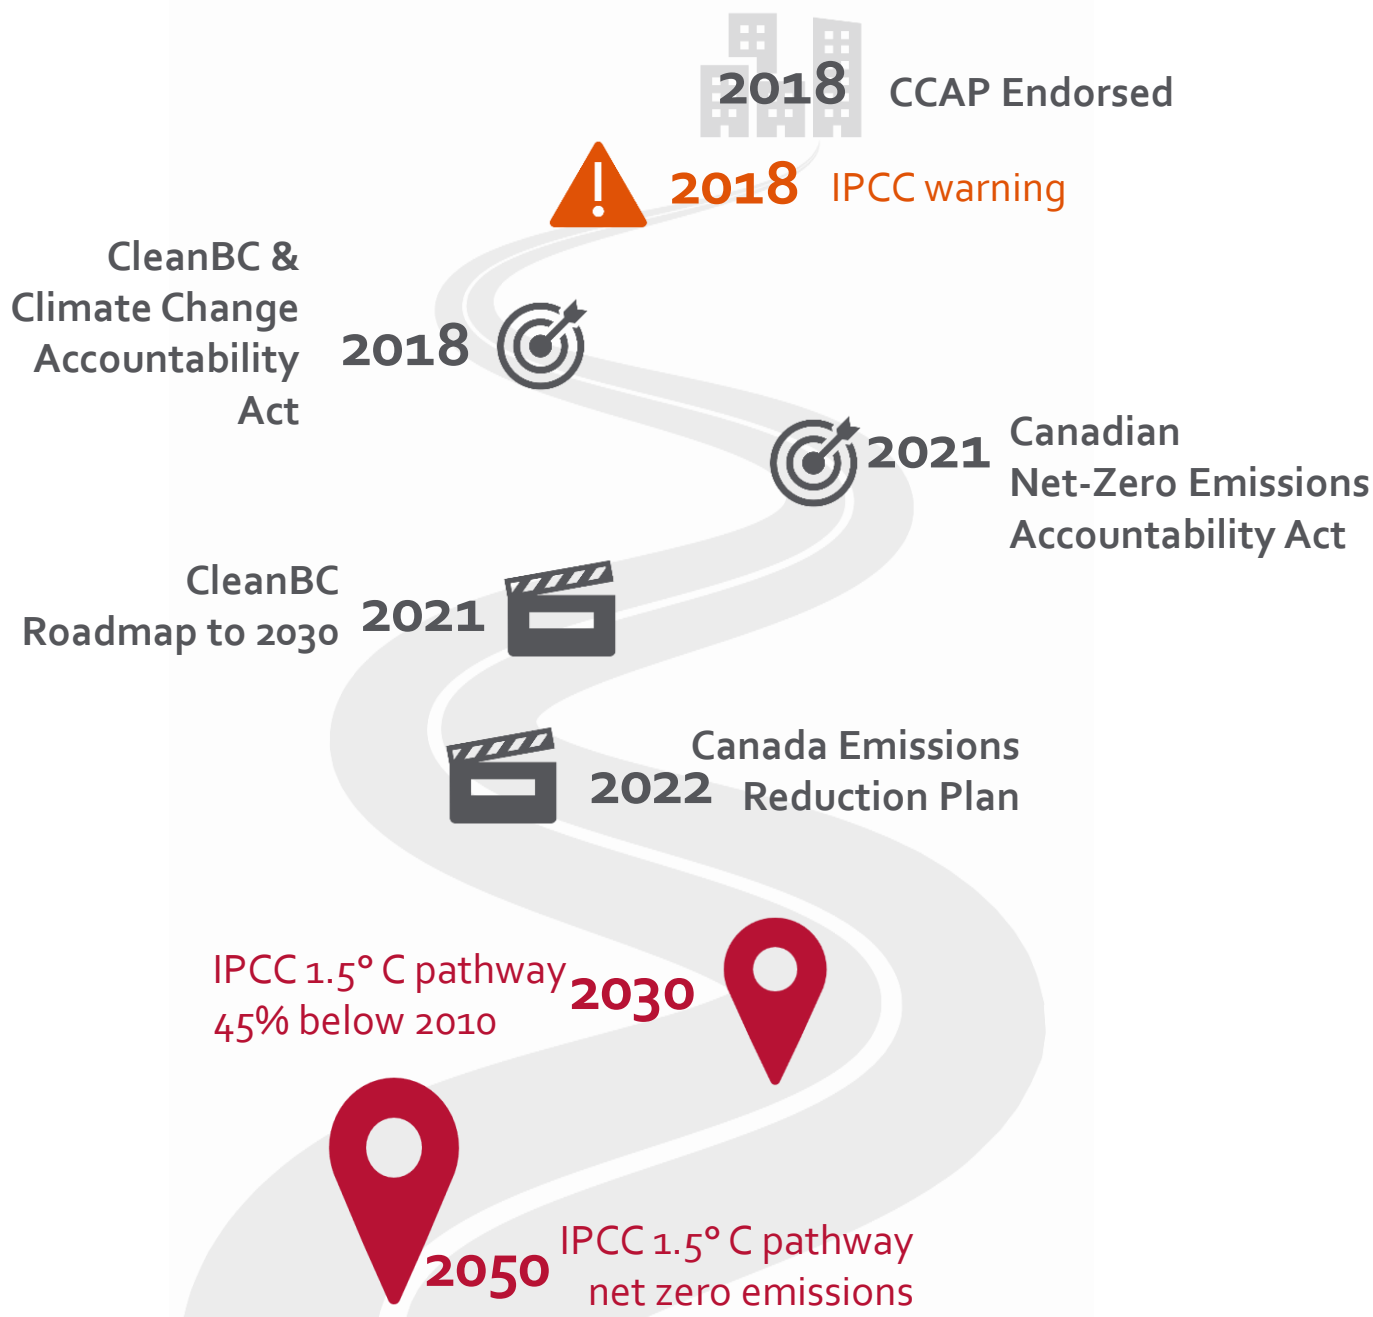 2018 CCAP Endorsed
2018 IPCC warning
CleanBC &
Climate Change
Accountability
Act
2018
2021
Canadian
Net-Zero Emissions
Accountability Act
CleanBC
Roadmap to 2030
2021
2022
Canada Emissions
Reduction Plan
IPCC 1.5° C pathway
45% below 2010
2030
2050
IPCC 1.5° C pathway
net zero emissions